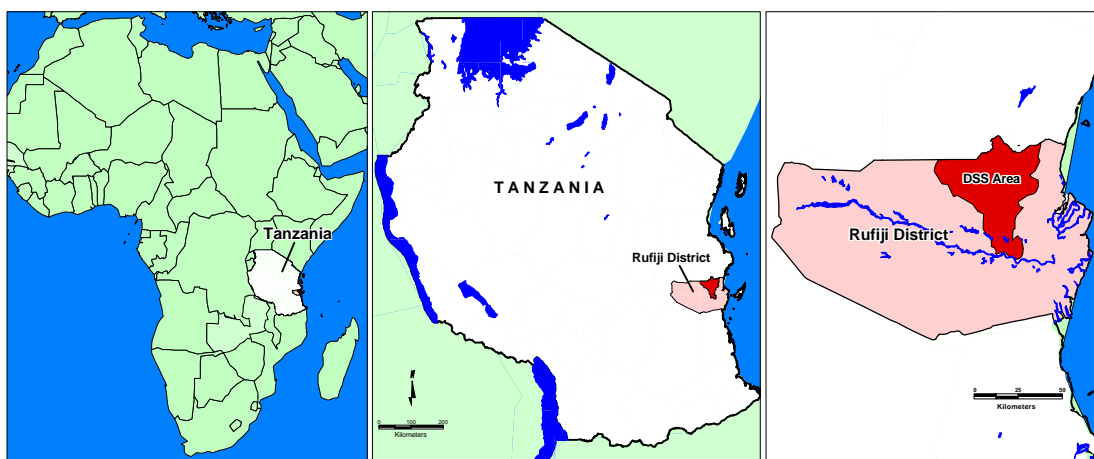 Tanzania
TANZANIA
Rufiji District
N
0 100 200
Kilometers
DSS Area
Rufiji District
0 25 50
Kilometers